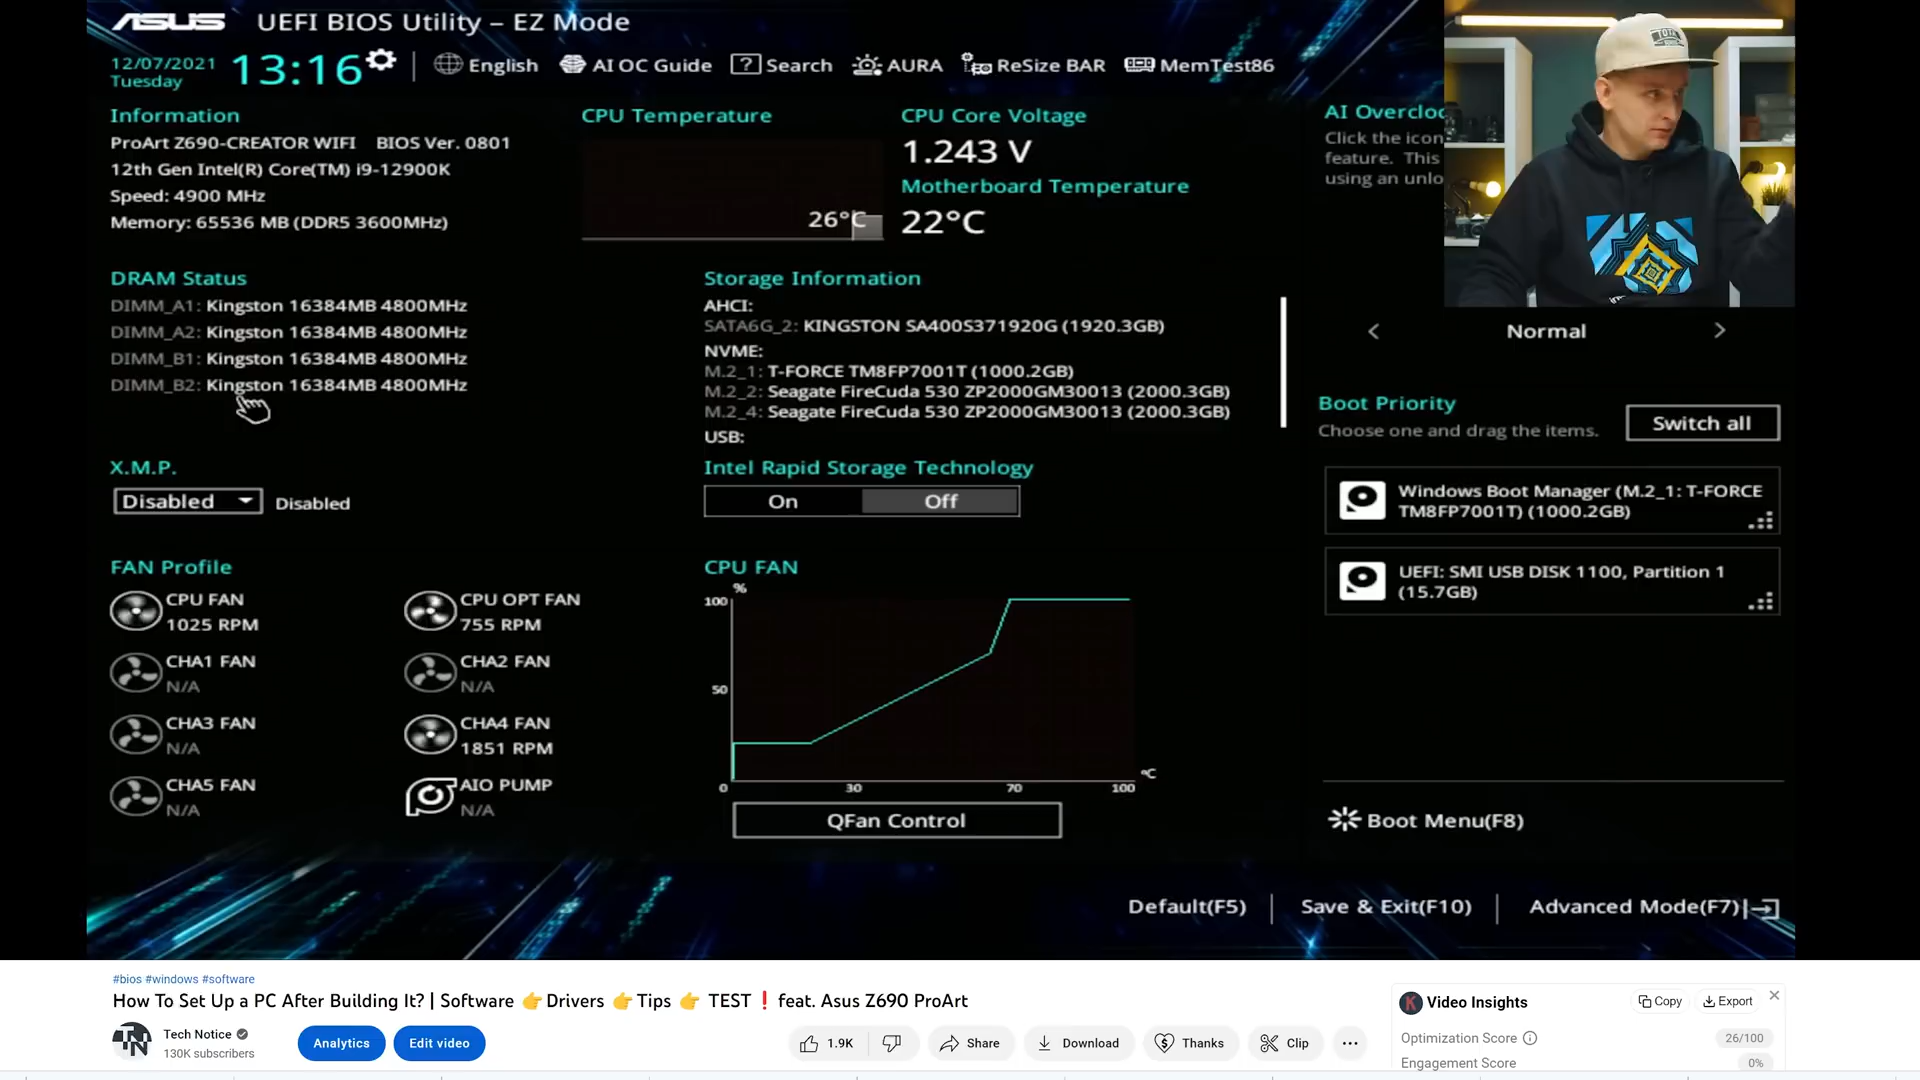 ASUS UEFI BIOS Utility – EZ Mode
12/07/2021
Tuesday
13:16
English
AI OC Guide
? Search
AURA
ReSize BAR
MemTest86
Information
ProArt Z690-CREATOR WIFI BIOS Ver. 0801
12th Gen Intel(R) Core(TM) i9-12900K
Speed: 4900 MHz
Memory: 65536 MB (DDR5 3600MHz)
CPU Temperature
26°C
CPU Core Voltage
1.243 V
Motherboard Temperature
22°C
AI Overcloc
Click the icon
feature. This
using an unlo
DRAM Status
DIMM_A1: Kingston 16384MB 4800MHz
DIMM_A2: Kingston 16384MB 4800MHz
DIMM_B1: Kingston 16384MB 4800MHz
DIMM_B2: Kingston 16384MB 4800MHz
Storage Information
AHCI:
SATA6G_2: KINGSTON SA400S371920G (1920.3GB)
NVME:
M.2_1: T-FORCE TM8FP7001T (1000.2GB)
M.2_2: Seagate FireCuda 530 ZP2000GM30013 (2000.3GB)
M.2_4: Seagate FireCuda 530 ZP2000GM30013 (2000.3GB)
USB:
Normal
X.M.P.
Disabled Disabled
Intel Rapid Storage Technology
On Off
Boot Priority
Choose one and drag the items.
Switch all
Windows Boot Manager (M.2_1: T-FORCE
TM8FP7001T) (1000.2GB)
UEFI: SMI USB DISK 1100, Partition 1
(15.7GB)
FAN Profile
CPU FAN
1025 RPM
CPU OPT FAN
755 RPM
CHA1 FAN
N/A
CHA2 FAN
N/A
CHA3 FAN
N/A
CHA4 FAN
1851 RPM
CHA5 FAN
N/A
AIO PUMP
N/A
CPU FAN
%
100
50
0 30 70 100
°C
QFan Control
Boot Menu(F8)
Default(F5)
Save & Exit(F10)
Advanced Mode(F7)
#bios #windows #software
How To Set Up a PC After Building It? | Software 👉Drivers 👉Tips 👉 TEST❗feat. Asus Z690 ProArt
TN
Tech Notice
130K subscribers
Analytics
Edit video
1.9K
Share
Download
Thanks
Clip
K Video Insights
Copy
Export
Optimization Score
26/100
Engagement Score
0%